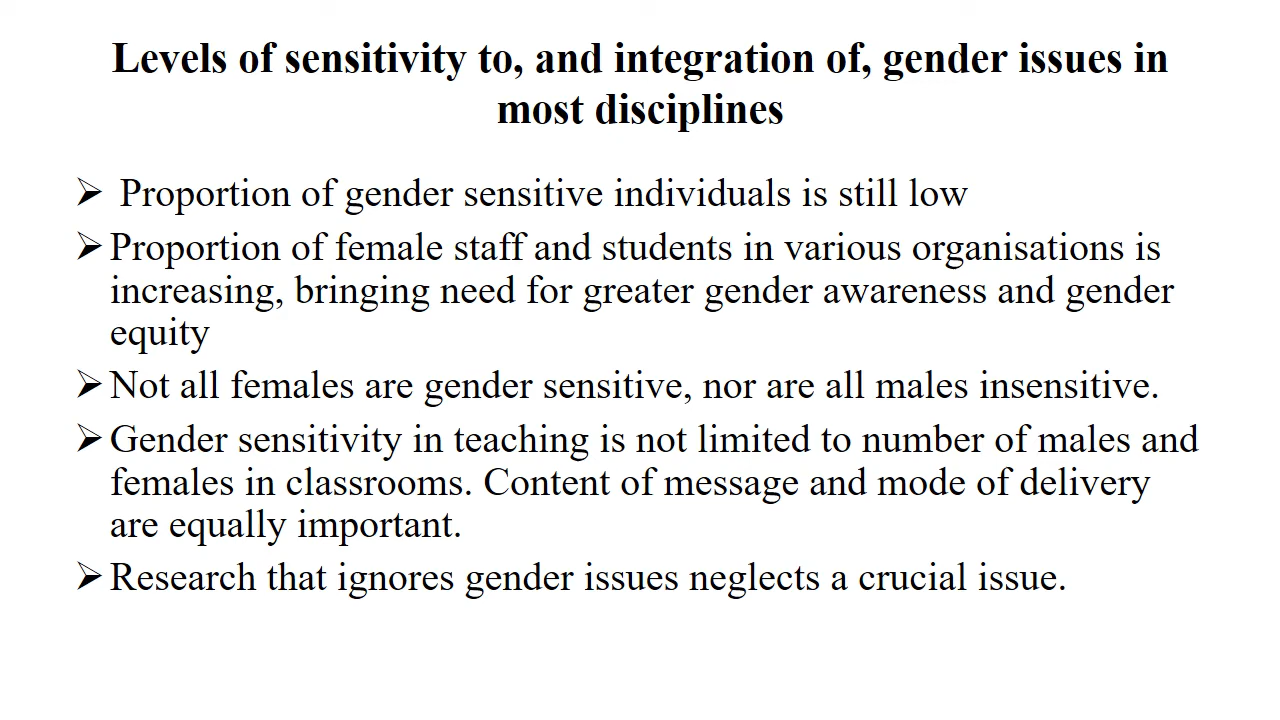 Levels of sensitivity to, and integration of, gender issues in
most disciplines
➢ Proportion of gender sensitive individuals is still low
➢ Proportion of female staff and students in various organisations is
increasing, bringing need for greater gender awareness and gender
equity
➢ Not all females are gender sensitive, nor are all males insensitive.
➢ Gender sensitivity in teaching is not limited to number of males and
females in classrooms. Content of message and mode of delivery
are equally important.
➢ Research that ignores gender issues neglects a crucial issue.